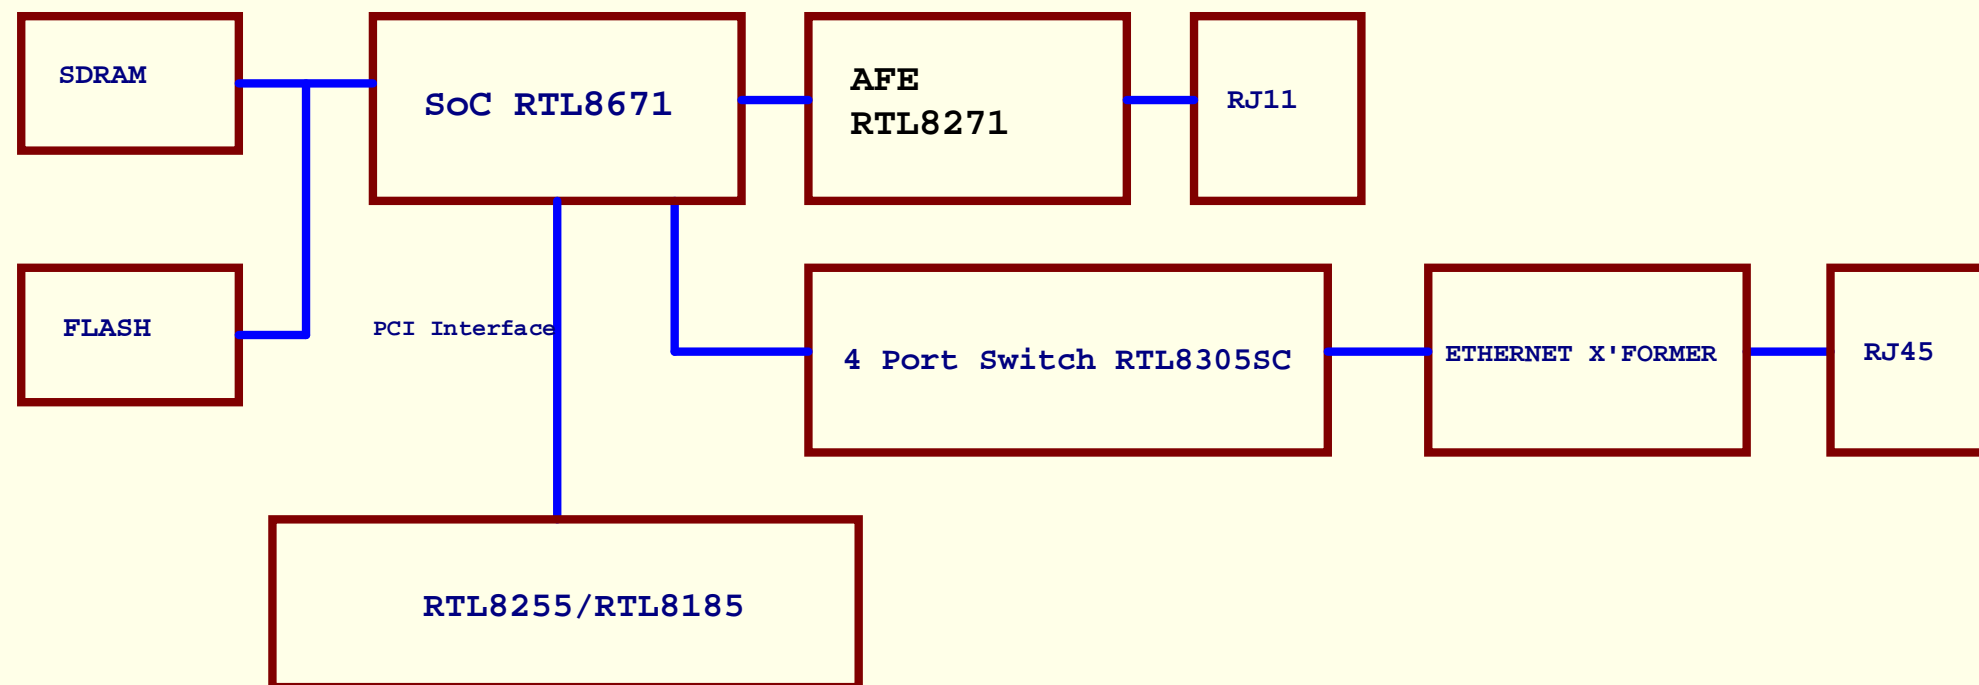 SDRAM
SoC RTL8671
AFE
RTL8271
RJ11
FLASH
PCI Interface
4 Port Switch RTL8305SC
ETHERNET X'FORMER
RJ45
RTL8255/RTL8185